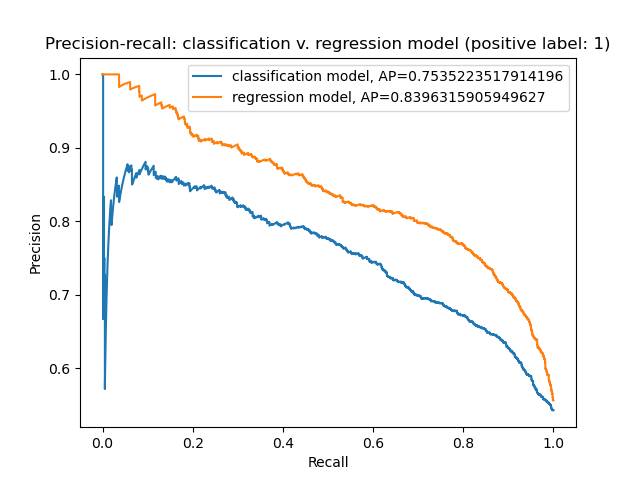 Precision-recall: classification v. regression model (positive label: 1)
classification model, AP=0.7535223517914196
regression model, AP=0.8396315905949627
1.0
0.9
0.8
0.7
0.6
Precision
0.0 0.2 0.4 0.6 0.8 1.0
Recall